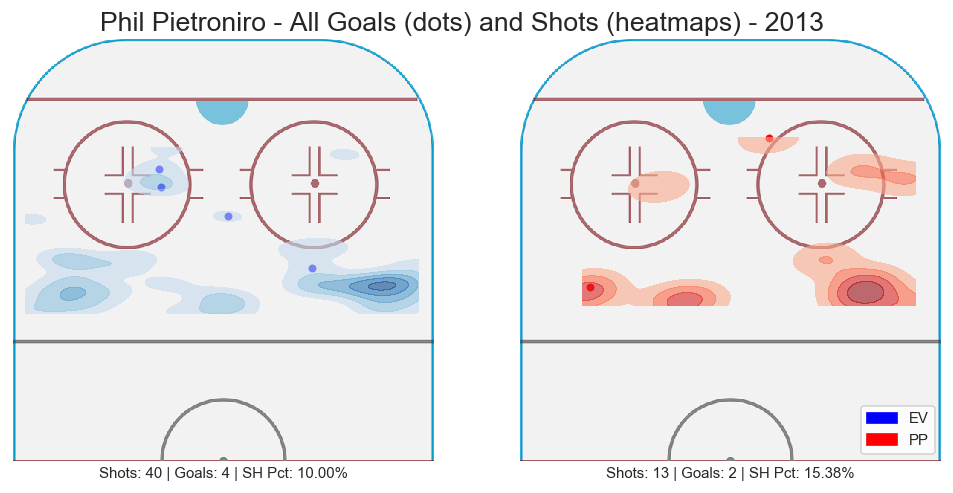 Phil Pietroniro - All Goals (dots) and Shots (heatmaps) - 2013
EV
PP
Shots: 40 | Goals: 4 | SH Pct: 10.00%
Shots: 13 | Goals: 2 | SH Pct: 15.38%